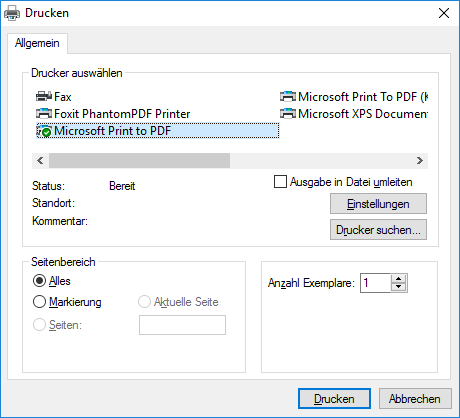 Drucken
Allgemein
Drucker auswählen
Fax
Microsoft Print To PDF (K
Foxit PhantomPDF Printer
Microsoft XPS Documen
Microsoft Print to PDF
Status: Bereit
Ausgabe in Datei umleiten
Standort:
Einstellungen
Kommentar:
Drucker suchen...
Seitenbereich
Alles
Anzahl Exemplare: 1
Markierung
Aktuelle Seite
Seiten:
Drucken
Abbrechen